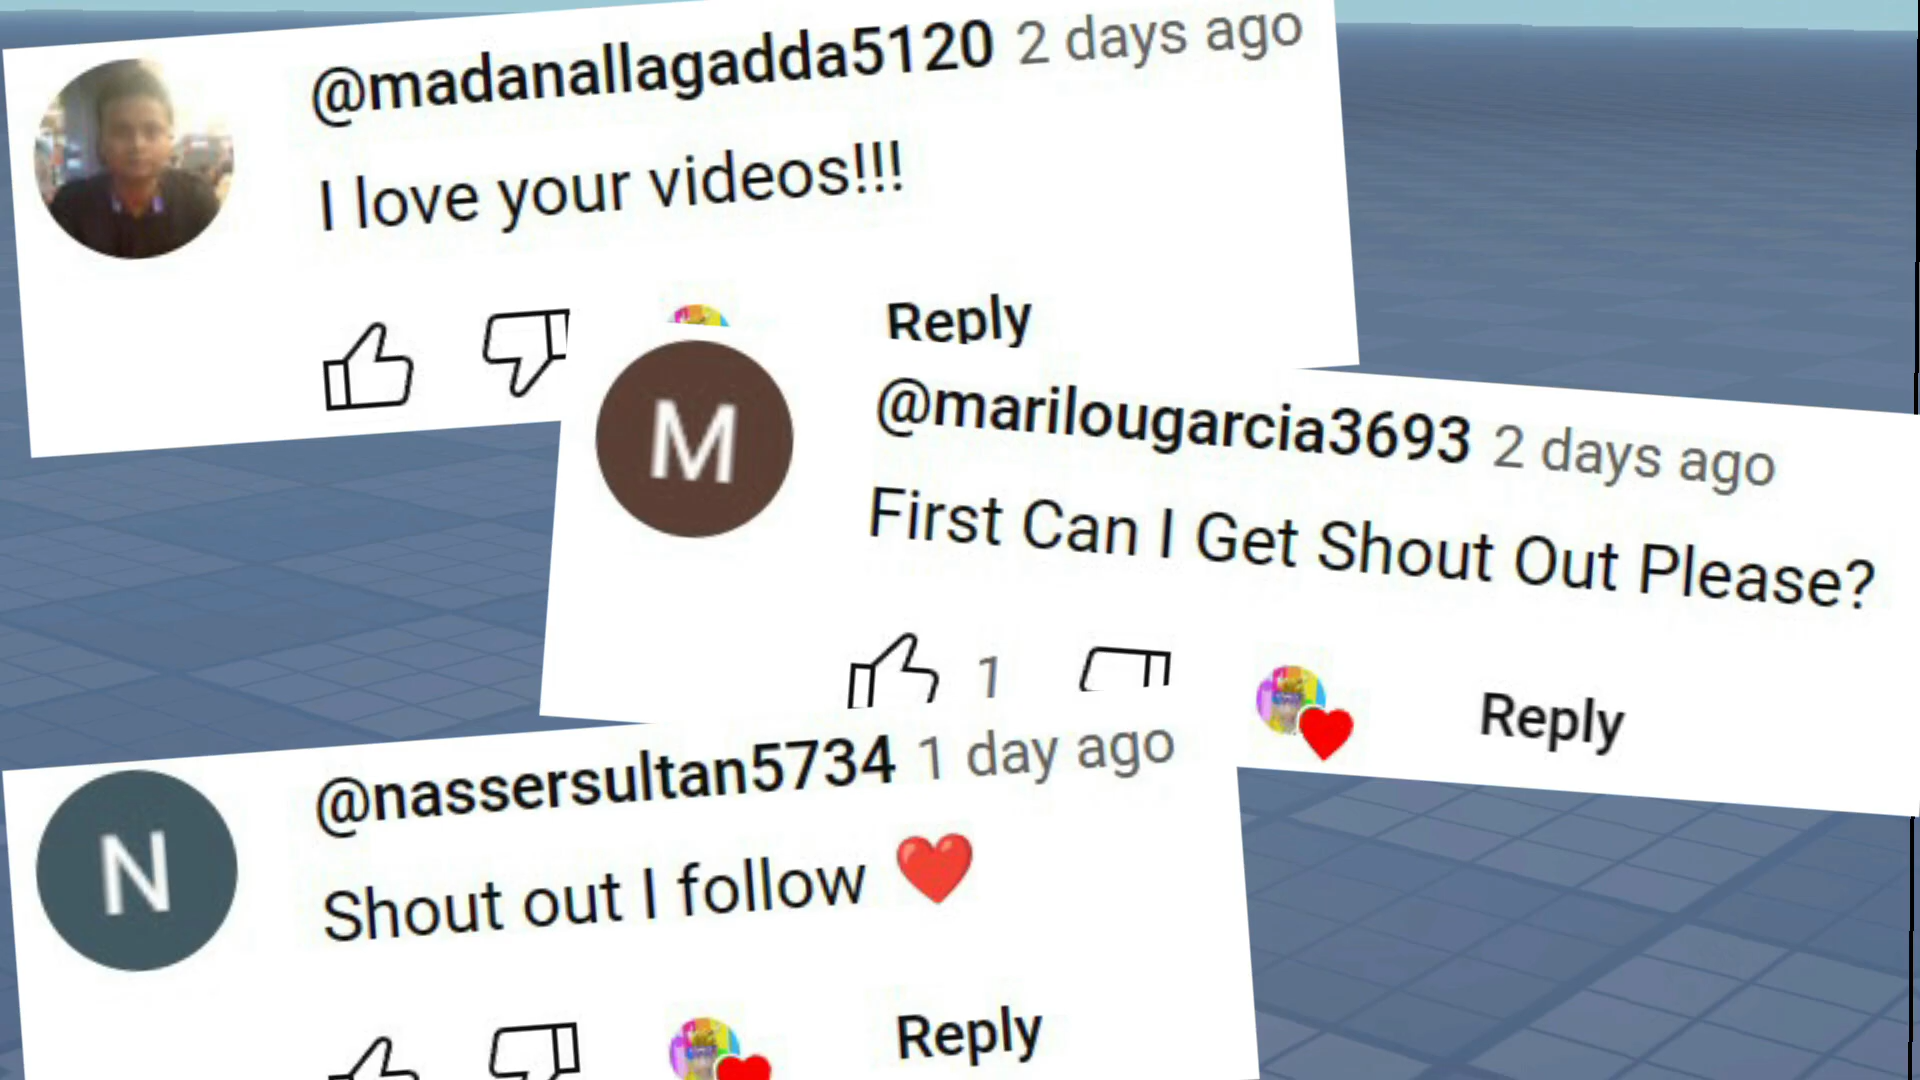 @madanallagadda5120 2 days ago
I love your videos!!!
Reply
M
@marilougarcia3693 2 days ago
First Can I Get Shout Out Please?
1
Reply
N
@nassersultan5734 1 day ago
Shout out I follow ❤️
Reply